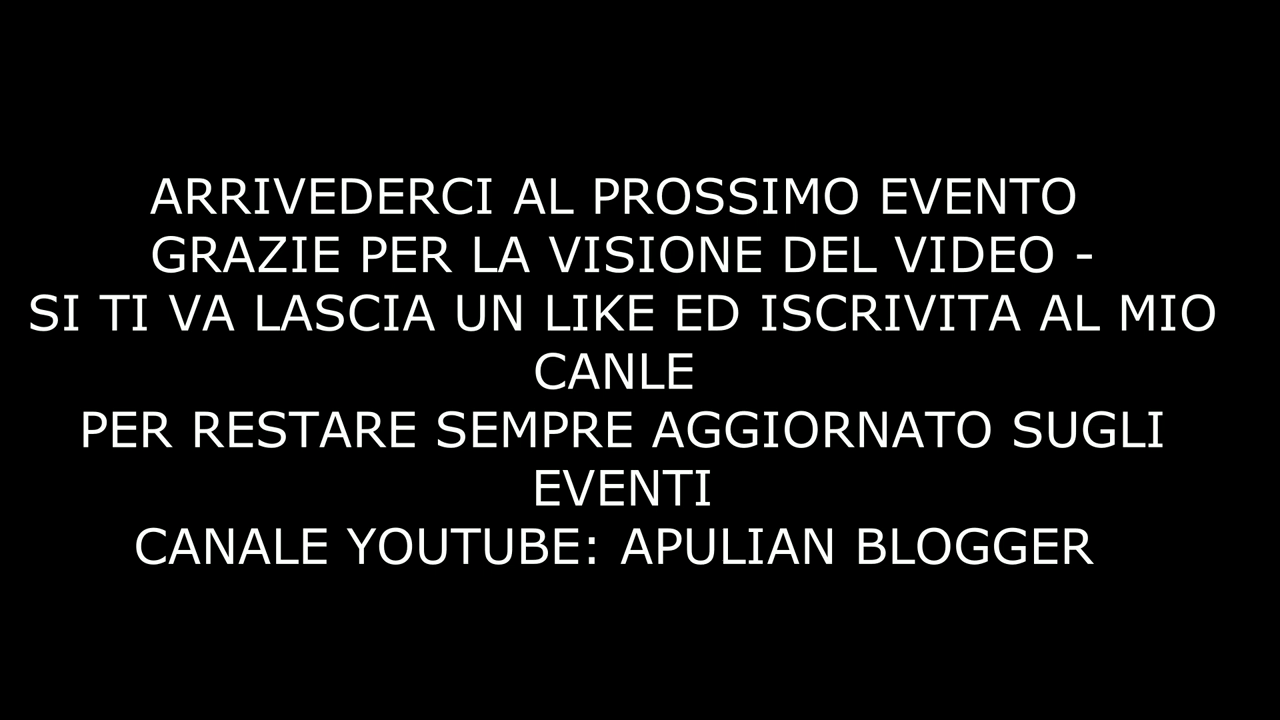 ARRIVEDERCI AL PROSSIMO EVENTO
GRAZIE PER LA VISIONE DEL VIDEO -
SI TI VA LASCIA UN LIKE ED ISCRIVITA AL MIO
CANLE
PER RESTARE SEMPRE AGGIORNATO SUGLI
EVENTI
CANALE YOUTUBE: APULIAN BLOGGER